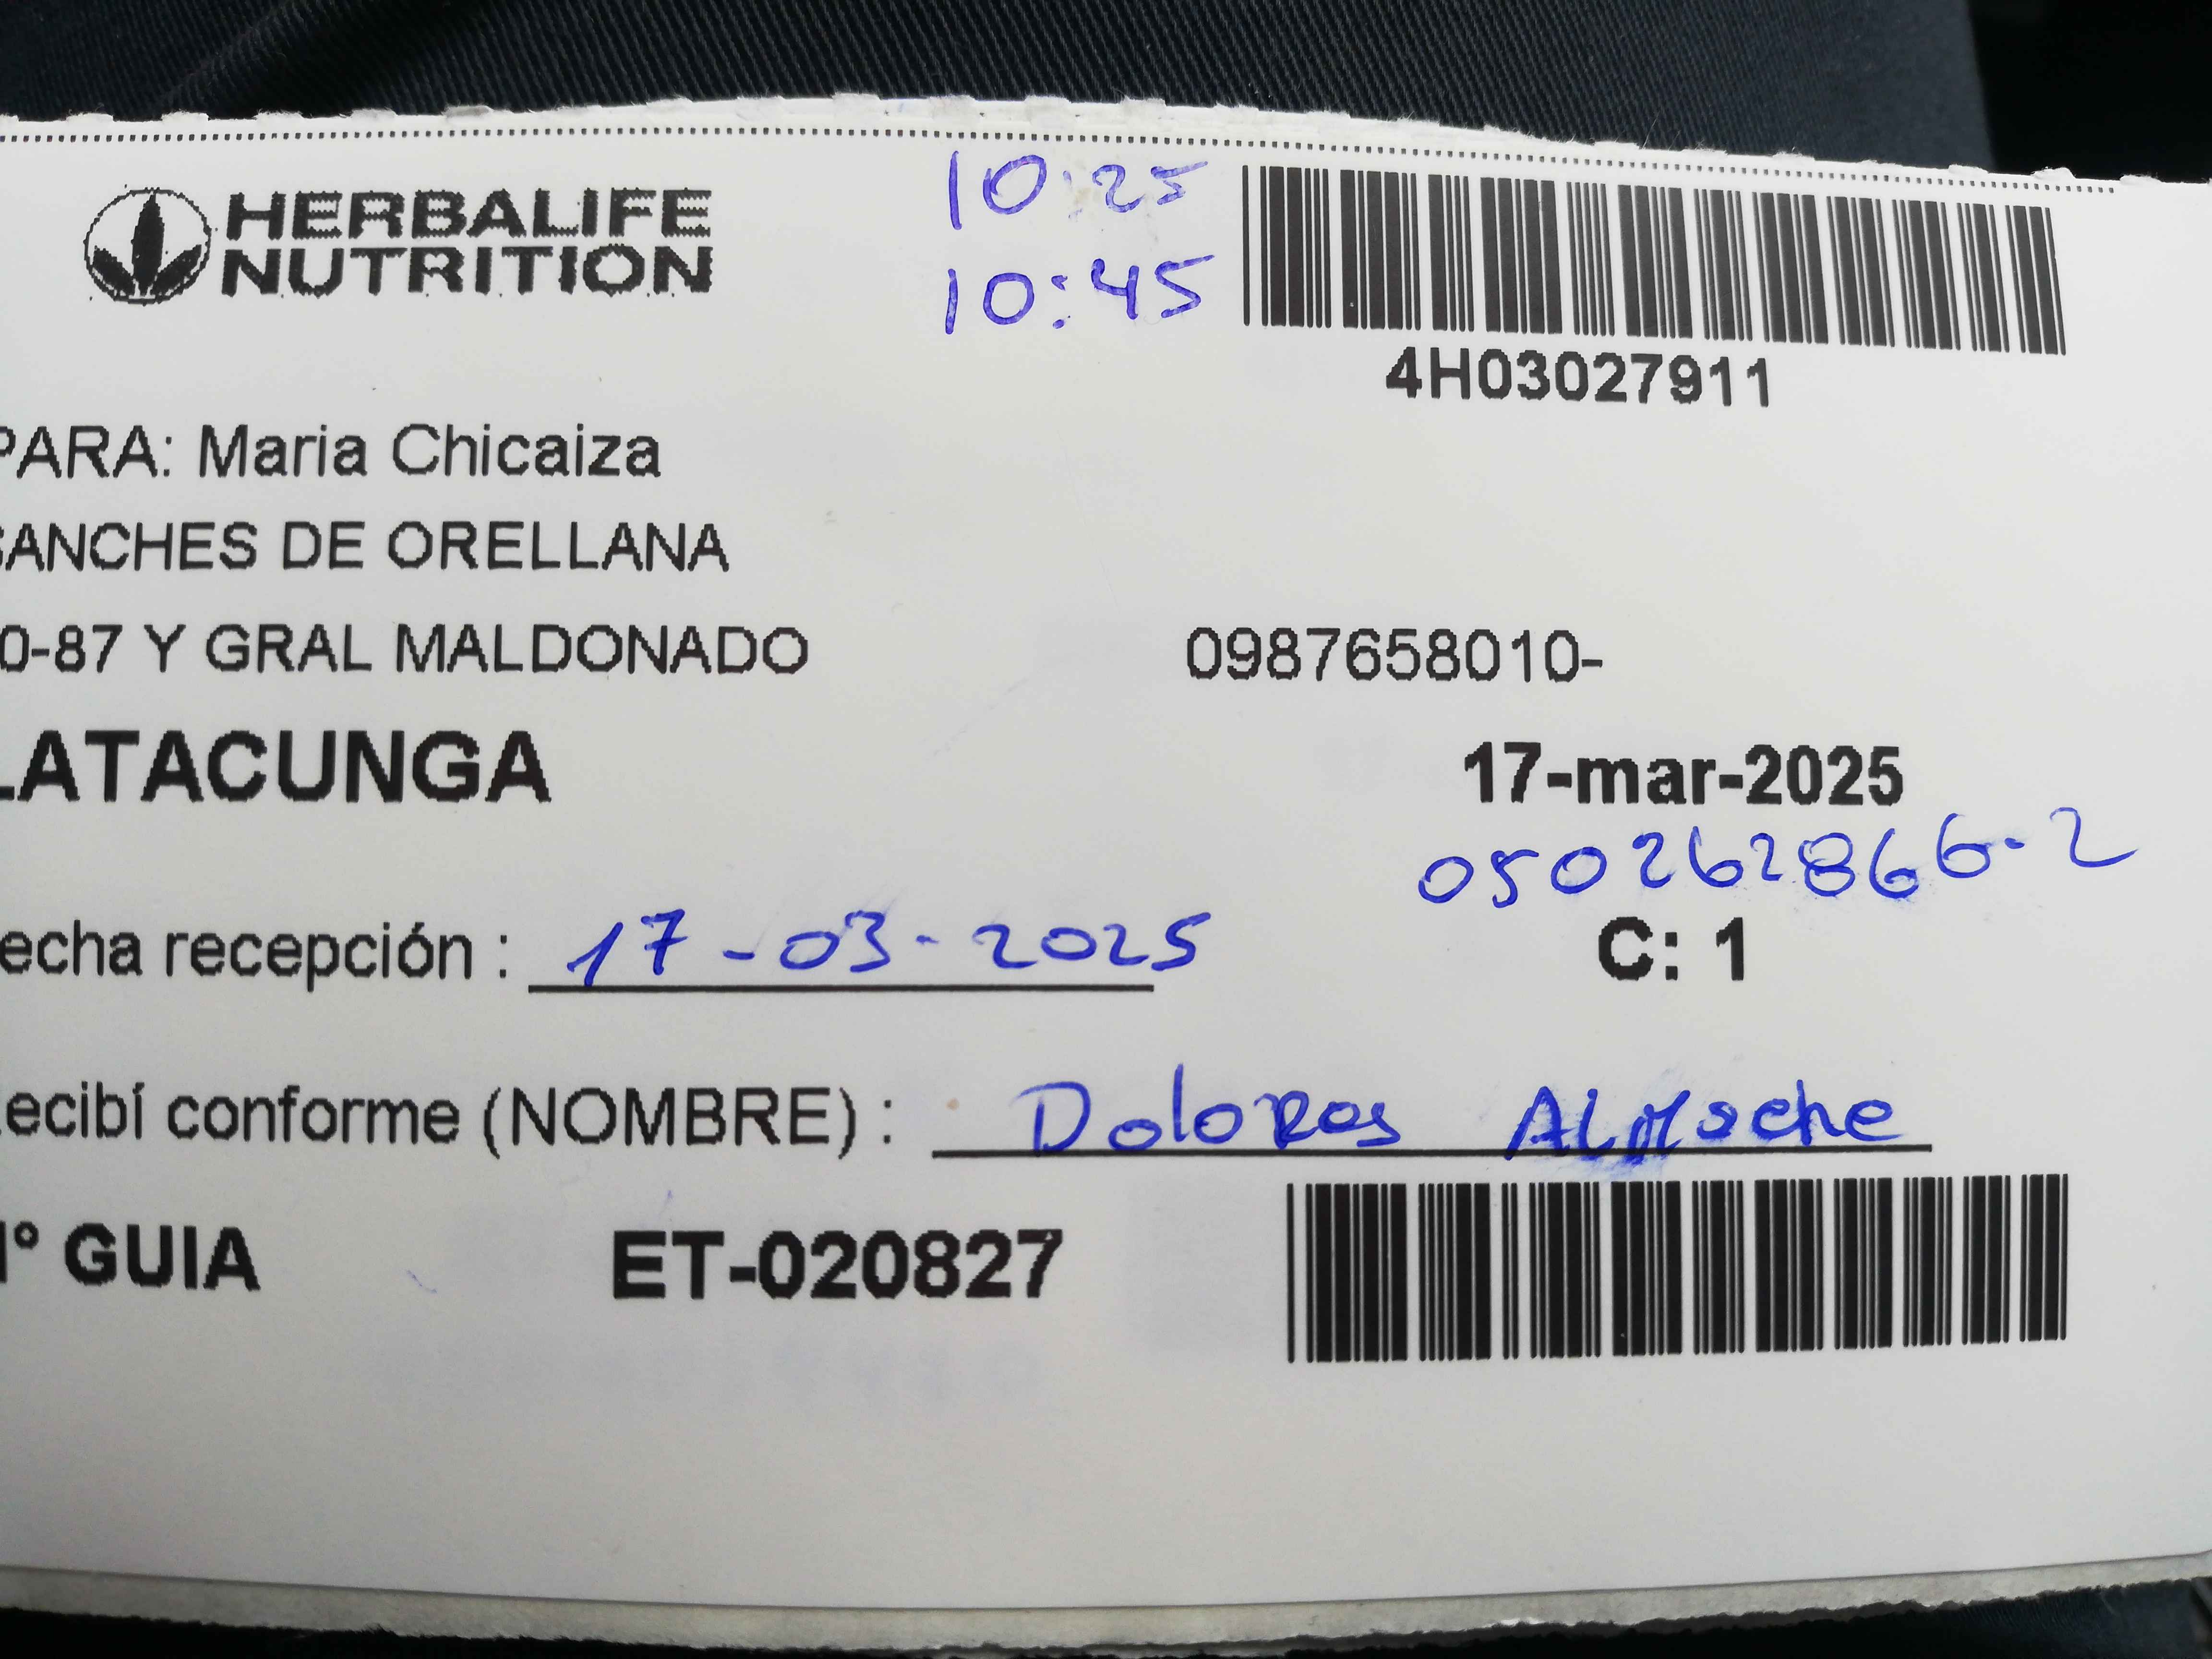 HERBALIFE
NUTRITION
10:25
10:45
4H03027911
PARA: Maria Chicaiza
SANCHES DE ORELLANA
0-87 Y GRAL MALDONADO
0987658010-
LATACUNGA
17-mar-2025
050262866-2
echa recepción : 17-03-2025
C: 1
ecibí conforme (NOMBRE) : Dolores
° GUIA ET-020827